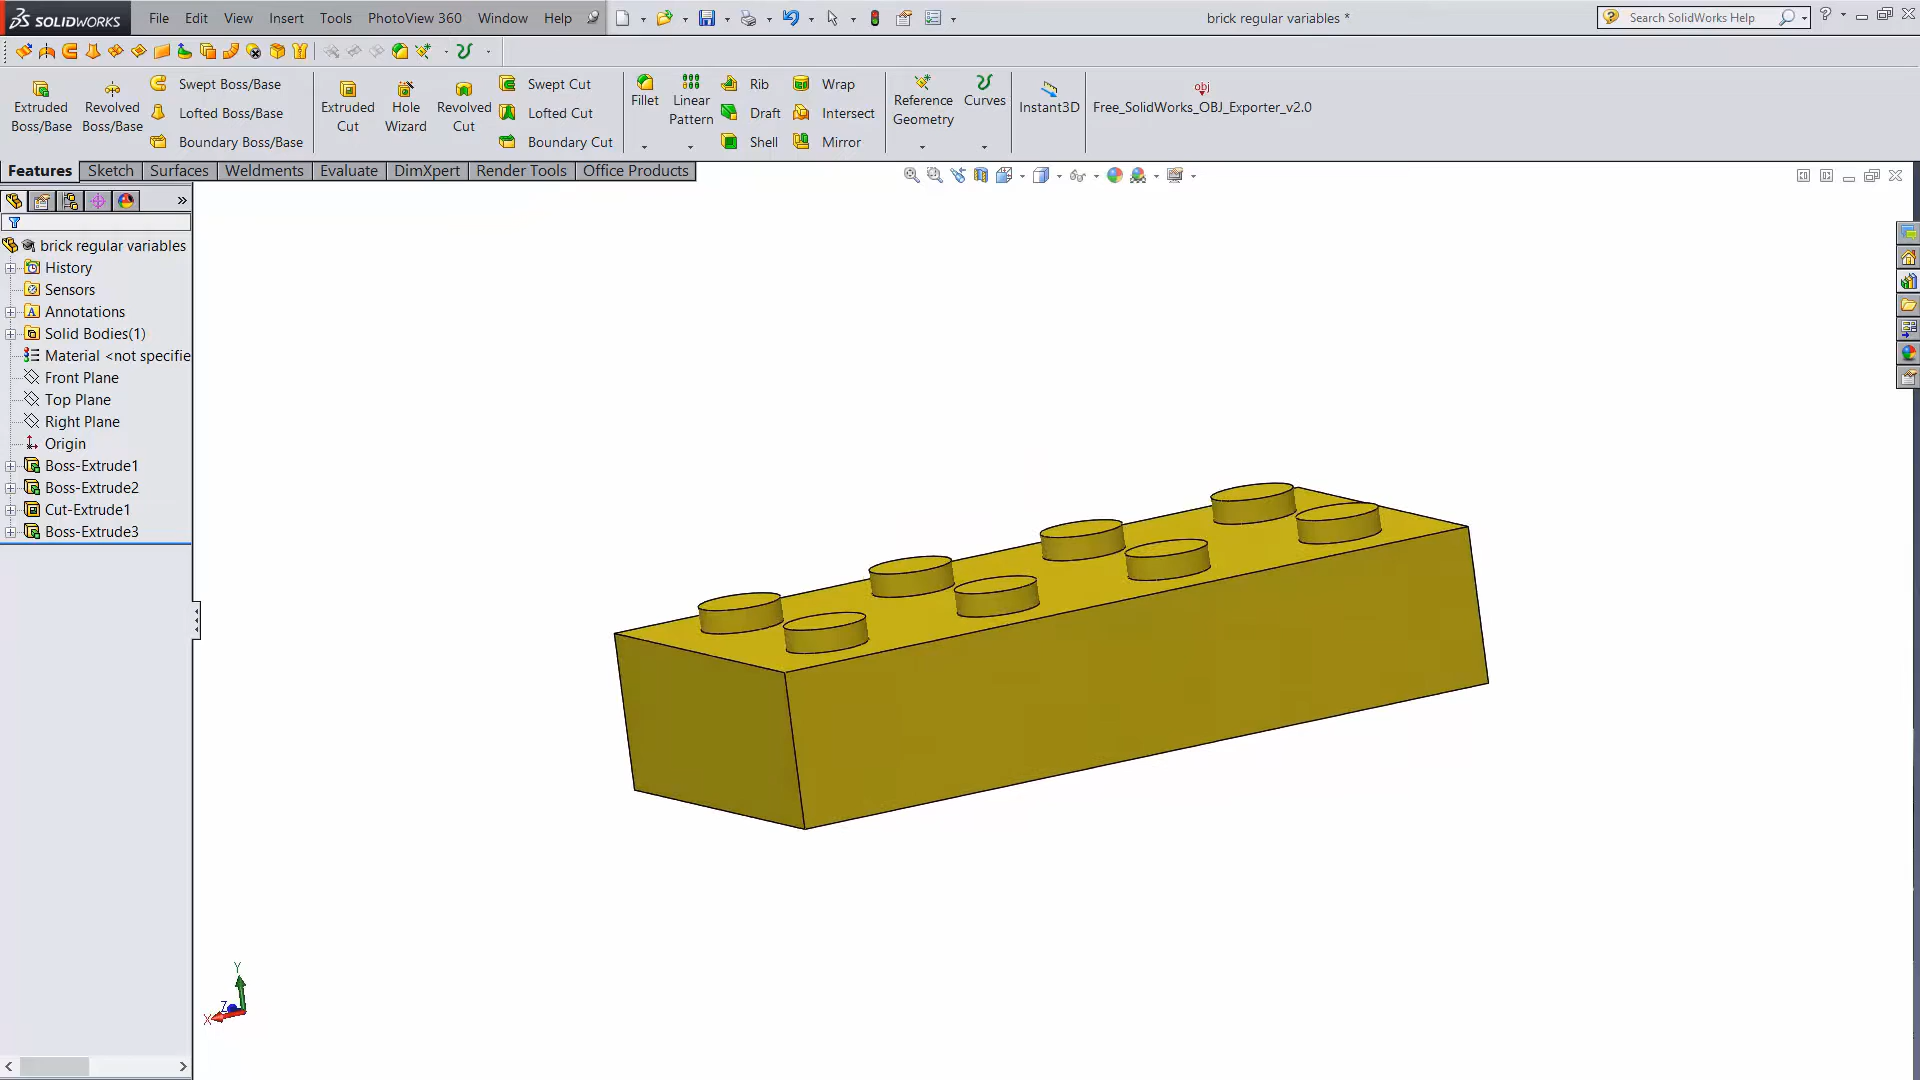 SOLIDWORKS File Edit View Insert Tools PhotoView 360 Window Help brick regular variables * Search SolidWorks Help
Extruded Boss/Base
Revolved Boss/Base
Swept Boss/Base
Lofted Boss/Base
Boundary Boss/Base
Extruded Cut
Hole Wizard
Revolved Cut
Swept Cut
Lofted Cut
Boundary Cut
Fillet
Linear Pattern
Rib
Draft
Shell
Wrap
Intersect
Mirror
Reference Geometry
Curves
Instant3D
obj
Free_SolidWorks_OBJ_Exporter_v2.0
Features Sketch Surfaces Weldments Evaluate DimXpert Render Tools Office Products
brick regular variables
History
Sensors
Annotations
Solid Bodies(1)
Material <not specifie
Front Plane
Top Plane
Right Plane
Origin
Boss-Extrude1
Boss-Extrude2
Cut-Extrude1
Boss-Extrude3
Y
Z
X